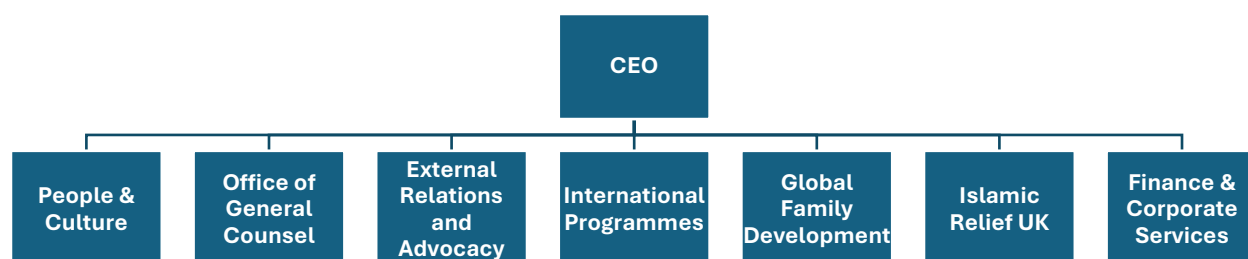 CEO
People &
Culture
Office of
General
Counsel
External
Relations
and
Advocacy
International
Programmes
Global
Family
Development
Islamic
Relief UK
Finance &
Corporate
Services